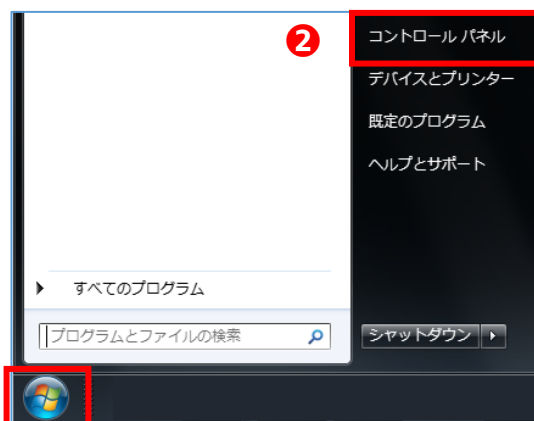 ❷
コントロール パネル
デバイスとプリンター
既定のプログラム
ヘルプとサポート
すべてのプログラム
プログラムとファイルの検索
シャットダウン